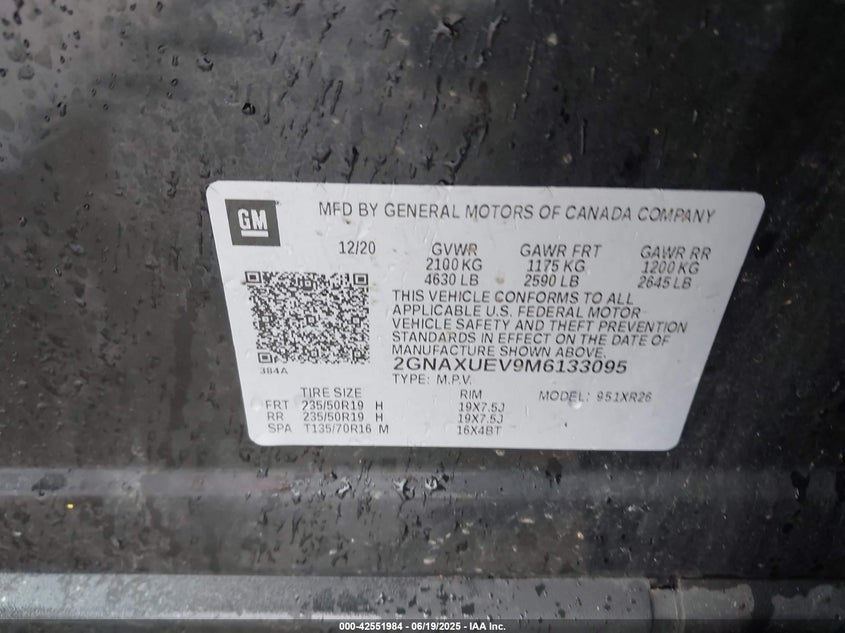 GM
MFD BY GENERAL MOTORS OF CANADA COMPANY
12/20 GVWR GAWR FRT GAWR RR
2100 KG 1175 KG 1200 KG
4630 LB 2590 LB 2645 LB
THIS VEHICLE CONFORMS TO ALL
APPLICABLE U.S. FEDERAL MOTOR
VEHICLE SAFETY AND THEFT PREVENTION
STANDARDS IN EFFECT ON THE DATE OF
MANUFACTURE SHOWN ABOVE.
384A
2GNAXUEV9M6133095
TYPE: M.P.V.
TIRE SIZE RIM MODEL: 951XR26
FRT 235/50R19 H 19X7.5J
RR 235/50R19 H 19X7.5J
SPA T135/70R16 M 16X4BT
000-42551984 - 06/19/2025 - IAA Inc.